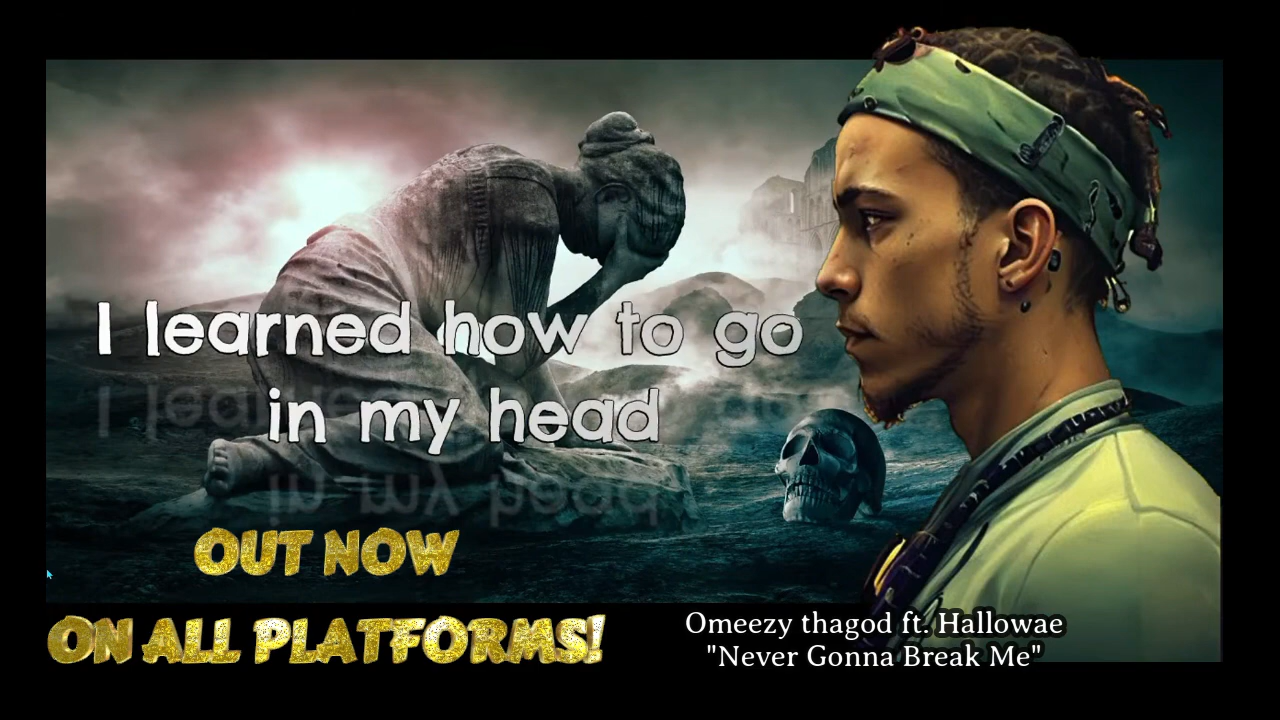 I learned how to go
in my head
OUT NOW
ON ALL PLATFORMS!
Omeezy thagod ft. Hallowae
"Never Gonna Break Me"